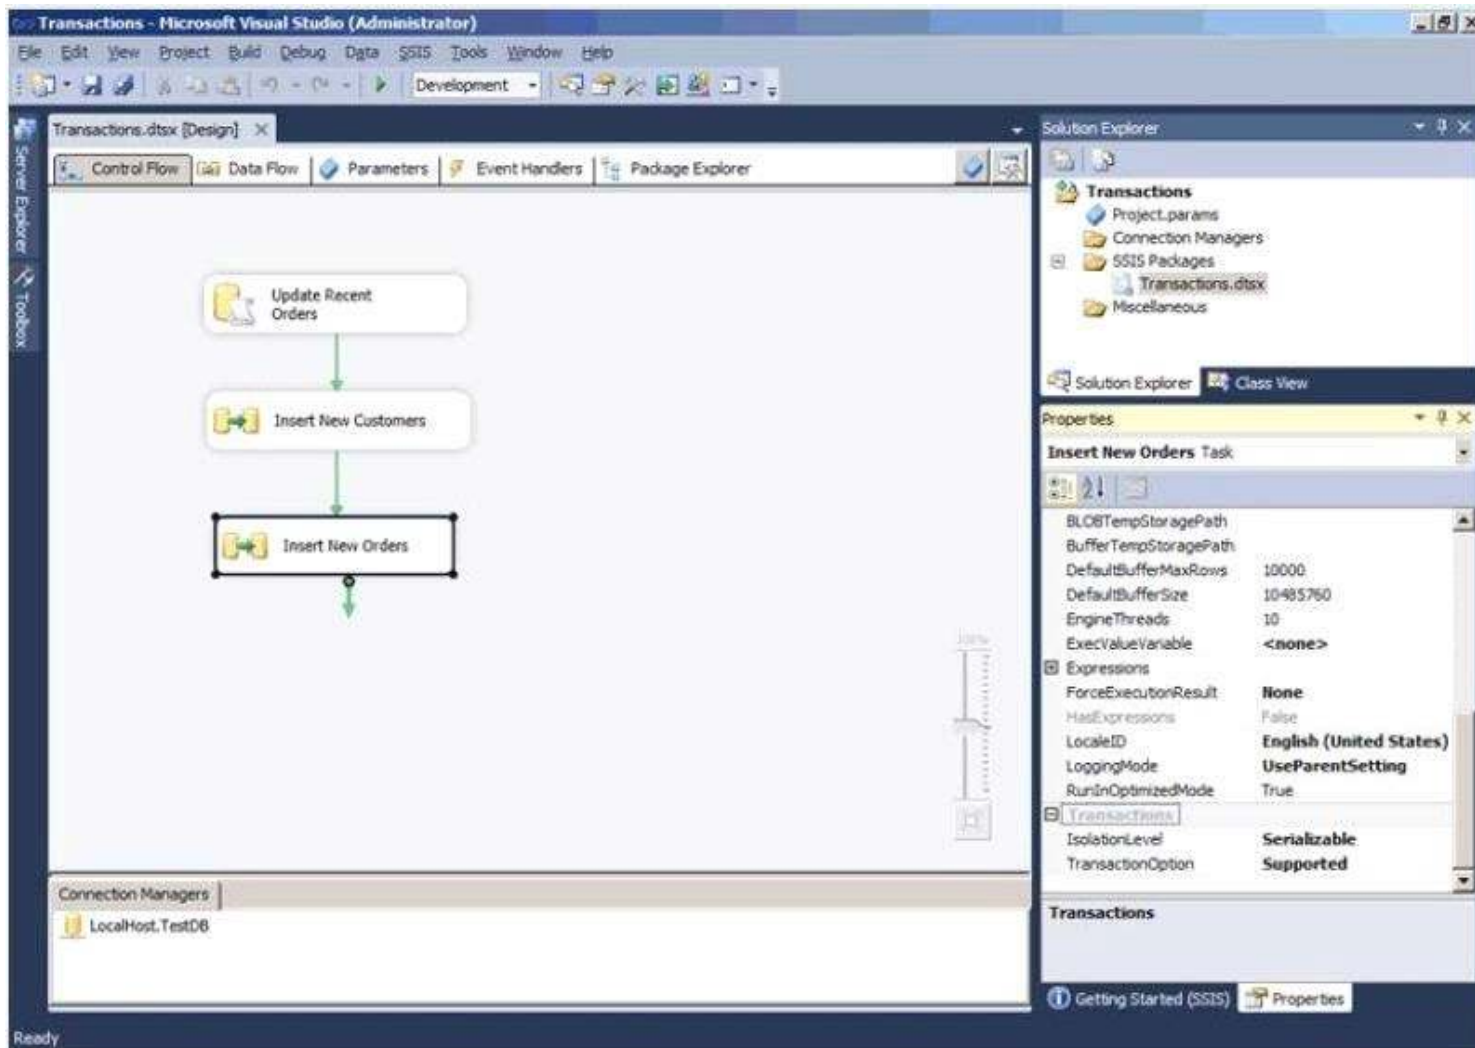 Transactions - Microsoft Visual Studio (Administrator)
File Edit View Project Build Debug Data SSIS Tools Window Help
Development
Server Explorer
Toolbox
Transactions.dtsx [Design]
Control Flow Data Flow Parameters Event Handlers Package Explorer
Update Recent
Orders
Insert New Customers
Insert New Orders
100%
Connection Managers
LocalHost.TestDB
Solution Explorer
Transactions
Project.params
Connection Managers
SSIS Packages
Transactions.dtsx
Miscellaneous
Solution Explorer Class View
Properties
Insert New Orders Task
BLOBTempStoragePath
BufferTempStoragePath
DefaultBufferMaxRows 10000
DefaultBufferSize 10485760
EngineThreads 10
ExecValueVariable <none>
Expressions
ForceExecutionResult None
HasExpressions False
LocaleID English (United States)
LoggingMode UseParentSetting
RunInOptimizedMode True
Transactions
IsolationLevel Serializable
TransactionOption Supported
Transactions
Getting Started (SSIS) Properties
Ready